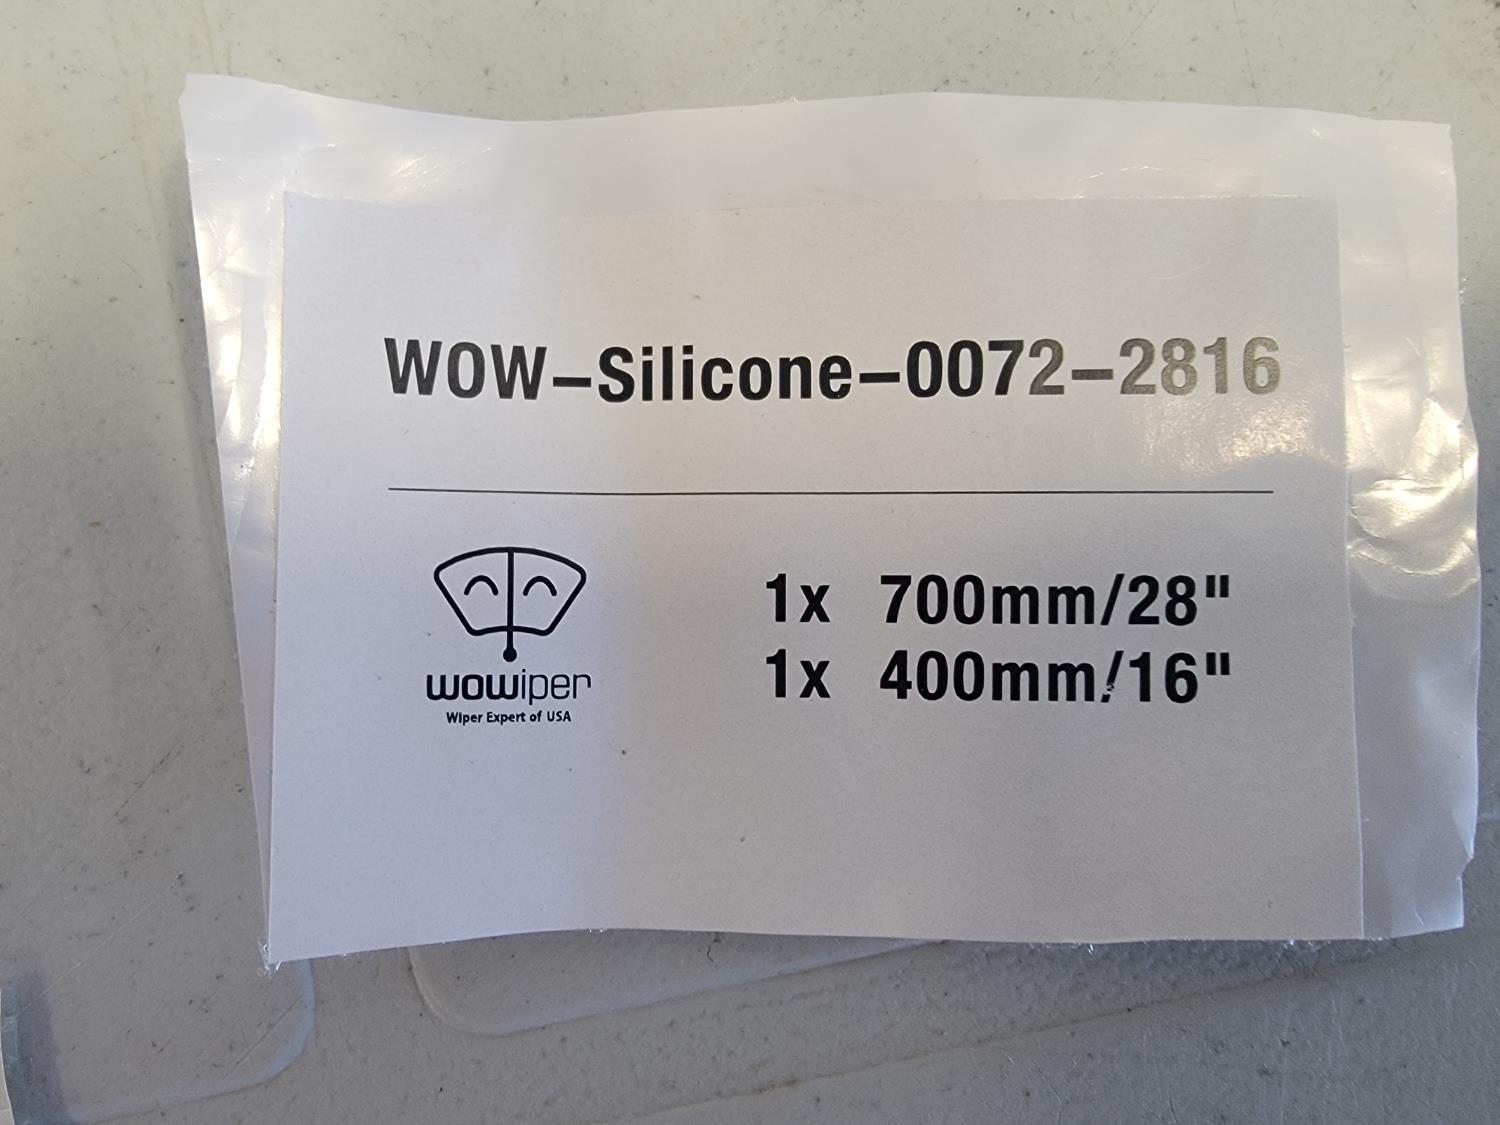 WOW-Silicone-0072-2816
1x 700mm/28"
1x 400mm/16"
wowiper
Wiper Expert of USA